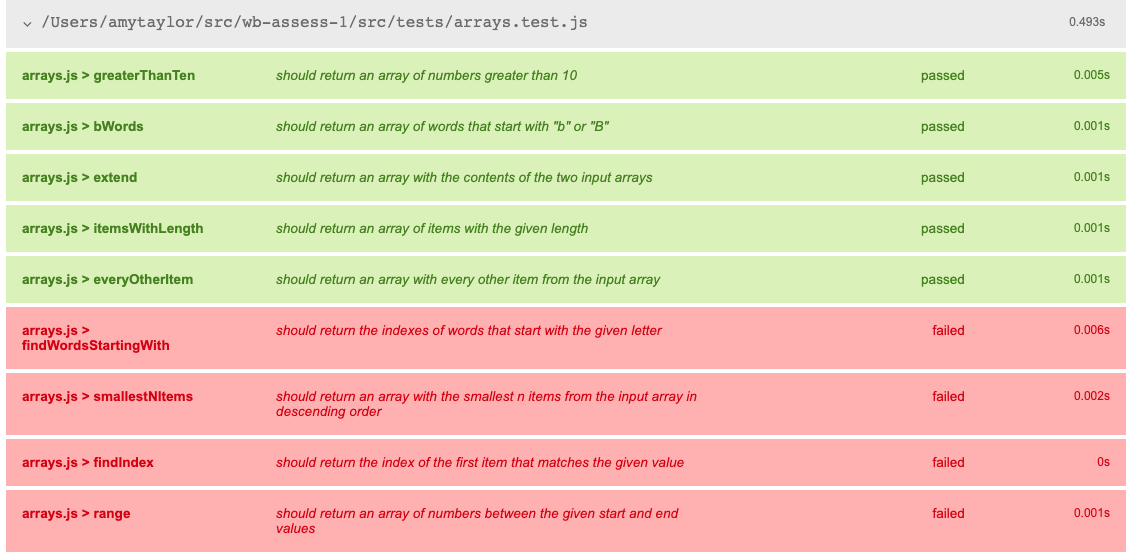 /Users/amytaylor/src/wb-assess-1/src/tests/arrays.test.js 0.493s
arrays.js > greaterThanTen should return an array of numbers greater than 10 passed 0.005s
arrays.js > bWords should return an array of words that start with "b" or "B" passed 0.001s
arrays.js > extend should return an array with the contents of the two input arrays passed 0.001s
arrays.js > itemsWithLength should return an array of items with the given length passed 0.001s
arrays.js > everyOtherItem should return an array with every other item from the input array passed 0.001s
arrays.js > should return the indexes of words that start with the given letter failed 0.006s
findWordsStartingWith
arrays.js > smallestNItems should return an array with the smallest n items from the input array in failed 0.002s
descending order
arrays.js > findIndex should return the index of the first item that matches the given value failed 0s
arrays.js > range should return an array of numbers between the given start and end failed 0.001s
values